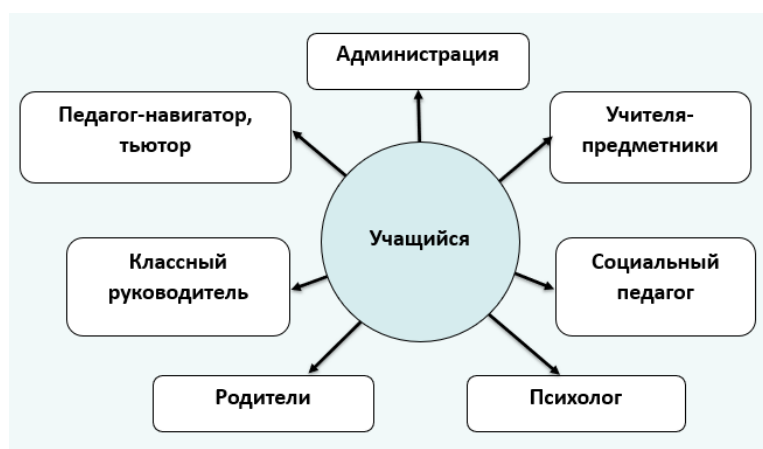 Администрация
Педагог-навигатор,
тьютор
Учителя-
предметники
Учащийся
Классный
руководитель
Социальный
педагог
Родители
Психолог